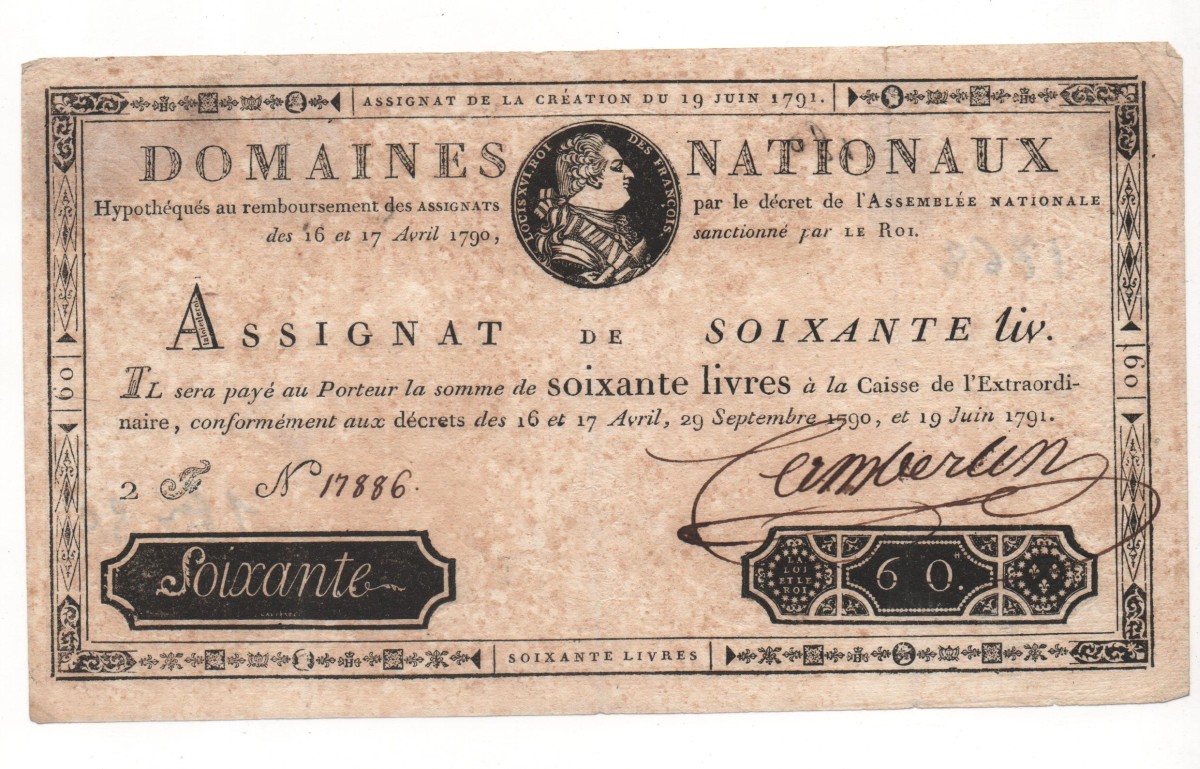 ASSIGNAT DE LA CRÉATION DU 19 JUIN 1791.
DOMAINES NATIONAUX
LOUIS XVI. ROI DES FRANÇOIS.
Hypothéqués au remboursement des ASSIGNATS par le décret de l'ASSEMBLÉE NATIONALE
des 16 et 17 Avril 1790, sanctionné par LE ROI.
ASSIGNAT DE SOIXANTE liv.
IL sera payé au Porteur la somme de soixante livres à la Caisse de l'Extraordi-
naire, conformément aux décrets des 16 et 17 Avril, 29 Septembre 1790, et 19 Juin 1791.
60
60
2 F N 17886.
Camberlin
Soixante
LA
LOI
ET LE
ROI
60.
SOIXANTE LIVRES